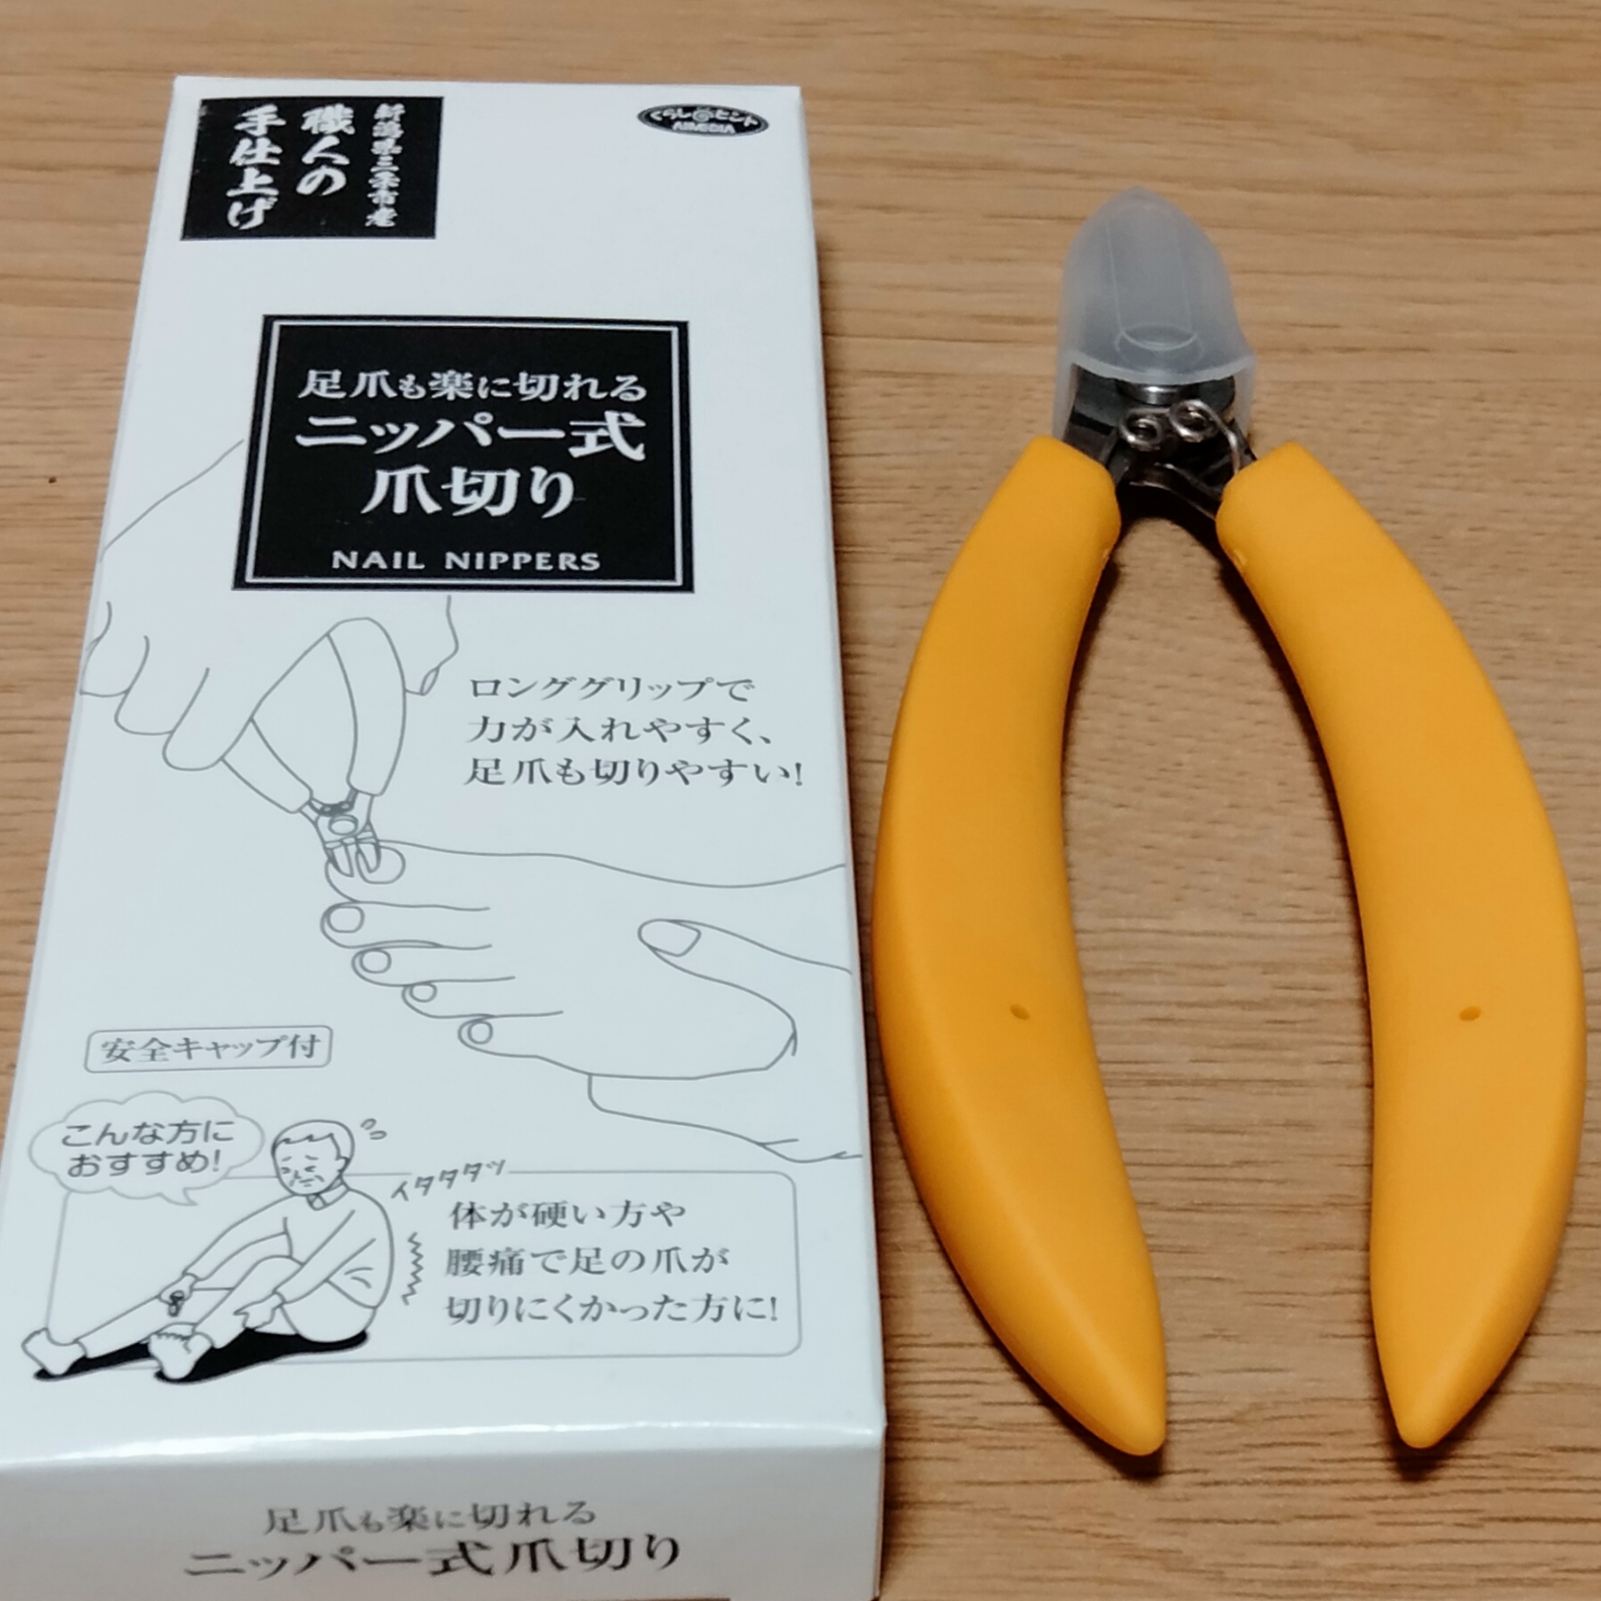 新潟県三条市産
職人の
手仕上げ
くらしのヒント
AIMEDIA
足爪も楽に切れる
ニッパー式
爪切り
NAIL NIPPERS
ロンググリップで
力が入れやすく、
足爪も切りやすい!
安全キャップ付
こんな方に
おすすめ!
イタタタッ
体が硬い方や
腰痛で足の爪が
切りにくかった方に!
足爪も楽に切れる
ニッパー式爪切り